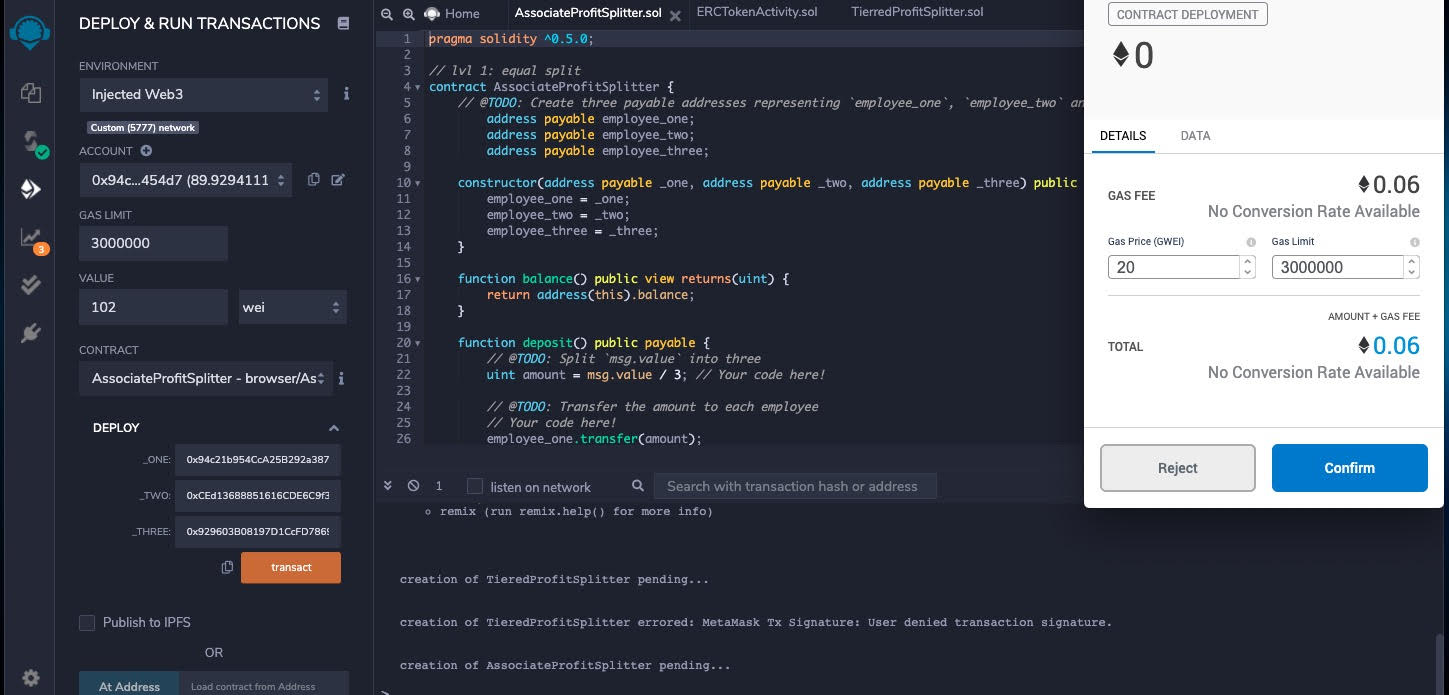 DEPLOY & RUN TRANSACTIONS
ENVIRONMENT
Injected Web3
Custom (5777) network
ACCOUNT
0x94c...454d7 (89.9294111
GAS LIMIT
3000000
VALUE
102
wei
CONTRACT
AssociateProfitSplitter - browser/As
DEPLOY
_ONE:
0x94c21b954CcA25B292a387
_TWO:
0xCEd13688851616CDE6C9f3
_THREE:
0x929603B08197D1CcFD7869
transact
Publish to IPFS
OR
At Address
Load contract from Address
3
Home
AssociateProfitSplitter.sol
ERCTokenActivity.sol
TierredProfitSplitter.sol
1 pragma solidity ^0.5.0;
2
3 // lvl 1: equal split
4 contract AssociateProfitSplitter {
5 // @TODO: Create three payable addresses representing `employee_one`, `employee_two` an
6 address payable employee_one;
7 address payable employee_two;
8 address payable employee_three;
9
10 constructor(address payable _one, address payable _two, address payable _three) public
11 employee_one = _one;
12 employee_two = _two;
13 employee_three = _three;
14 }
15
16 function balance() public view returns(uint) {
17 return address(this).balance;
18 }
19
20 function deposit() public payable {
21 // @TODO: Split `msg.value` into three
22 uint amount = msg.value / 3; // Your code here!
23
24 // @TODO: Transfer the amount to each employee
25 // Your code here!
26 employee_one.transfer(amount);
1
listen on network
Search with transaction hash or address
remix (run remix.help() for more info)
creation of TieredProfitSplitter pending...
creation of TieredProfitSplitter errored: MetaMask Tx Signature: User denied transaction signature.
creation of AssociateProfitSplitter pending...
>
CONTRACT DEPLOYMENT
0
DETAILS
DATA
GAS FEE
0.06
No Conversion Rate Available
Gas Price (GWEI)
Gas Limit
20
3000000
AMOUNT + GAS FEE
TOTAL
0.06
No Conversion Rate Available
Reject
Confirm